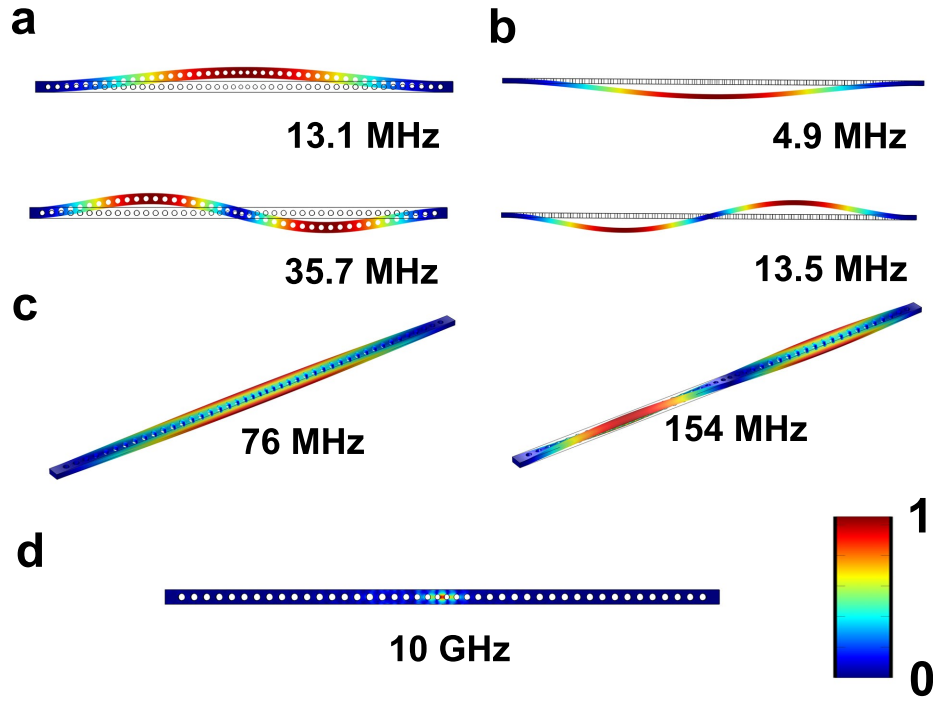 a
b
13.1 MHz
4.9 MHz
35.7 MHz
13.5 MHz
c
76 MHz
154 MHz
d
10 GHz
1
0